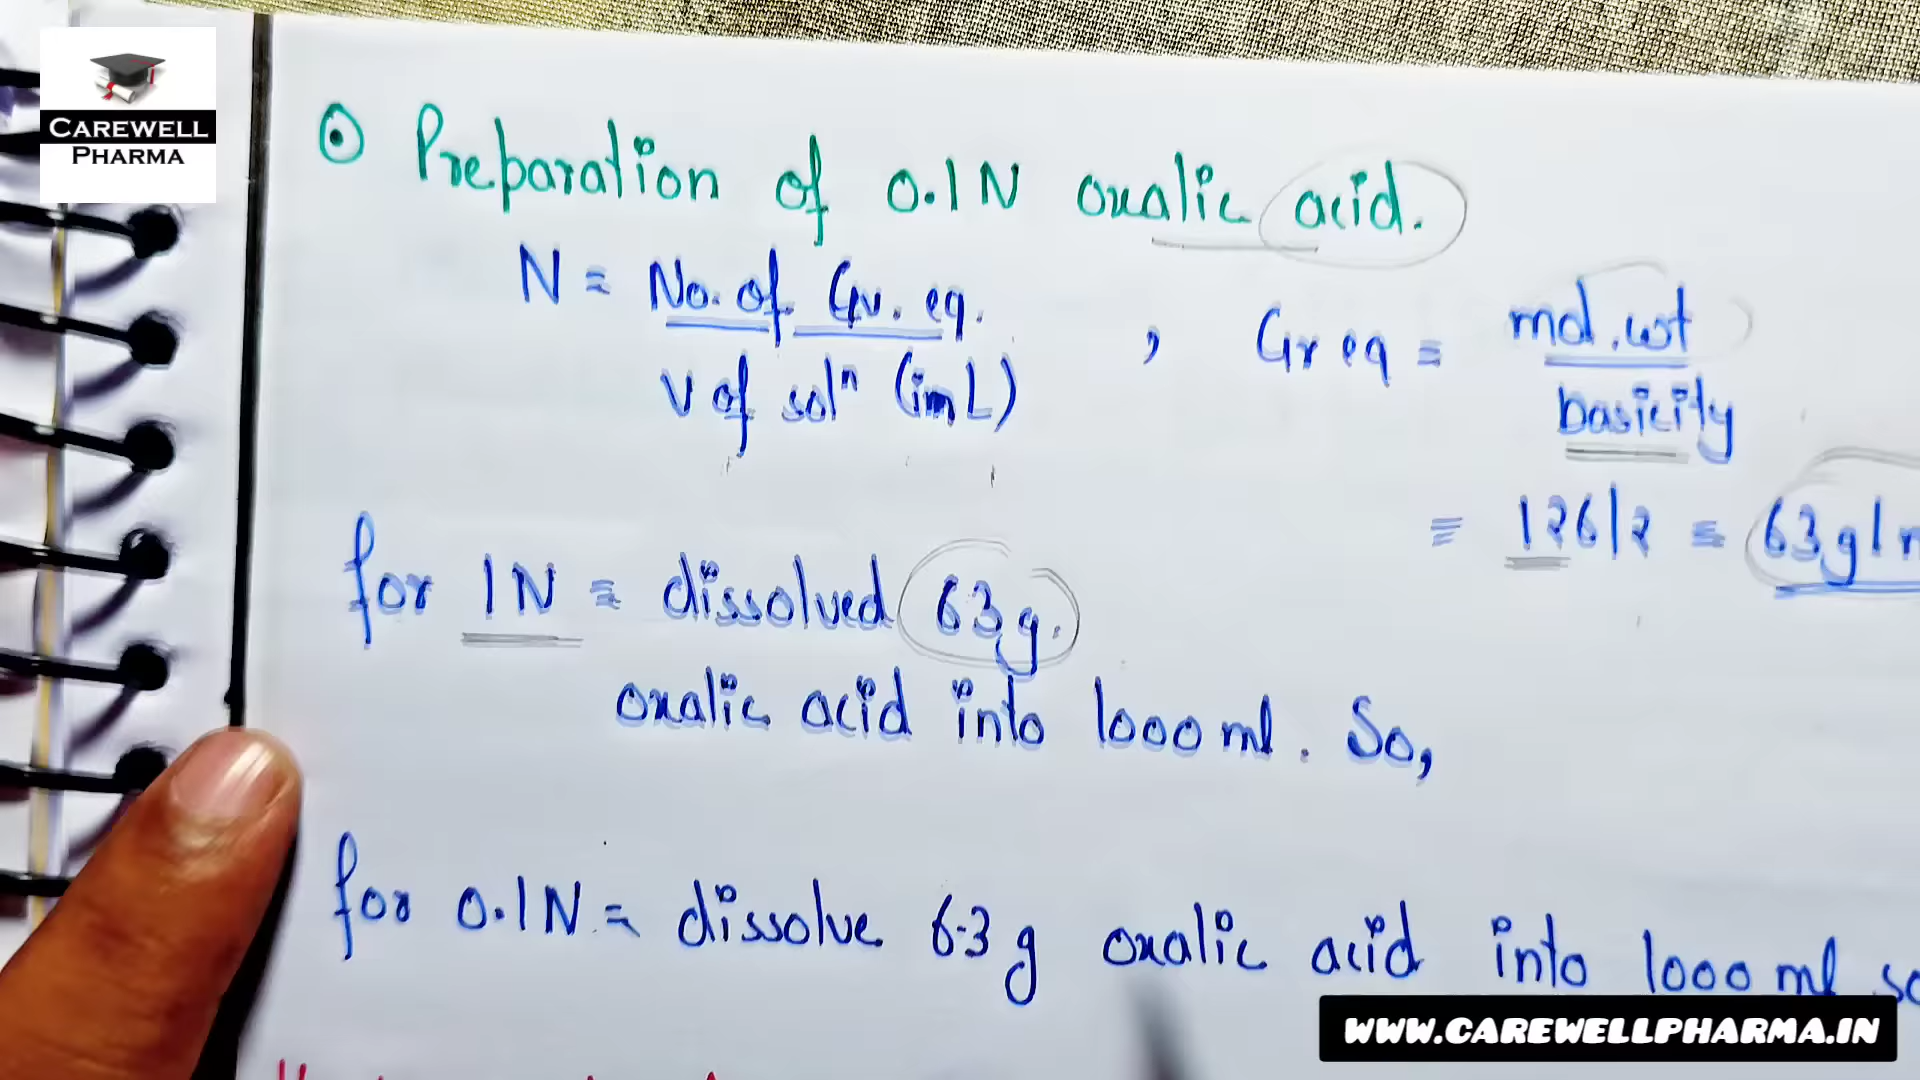 CAREWELL
PHARMA
Preparation of 0.1N oxalic acid.
N = No. of Gr. eq.
V of solⁿ (in L)
, Gr eq = mol. wt
basicity
= 126/2 = 63g/
for 1N = dissolved 63g.
oxalic acid into 1000 ml. So,
for 0.1N = dissolve 6.3 g oxalic acid into 1000 ml
WWW.CAREWELLPHARMA.IN